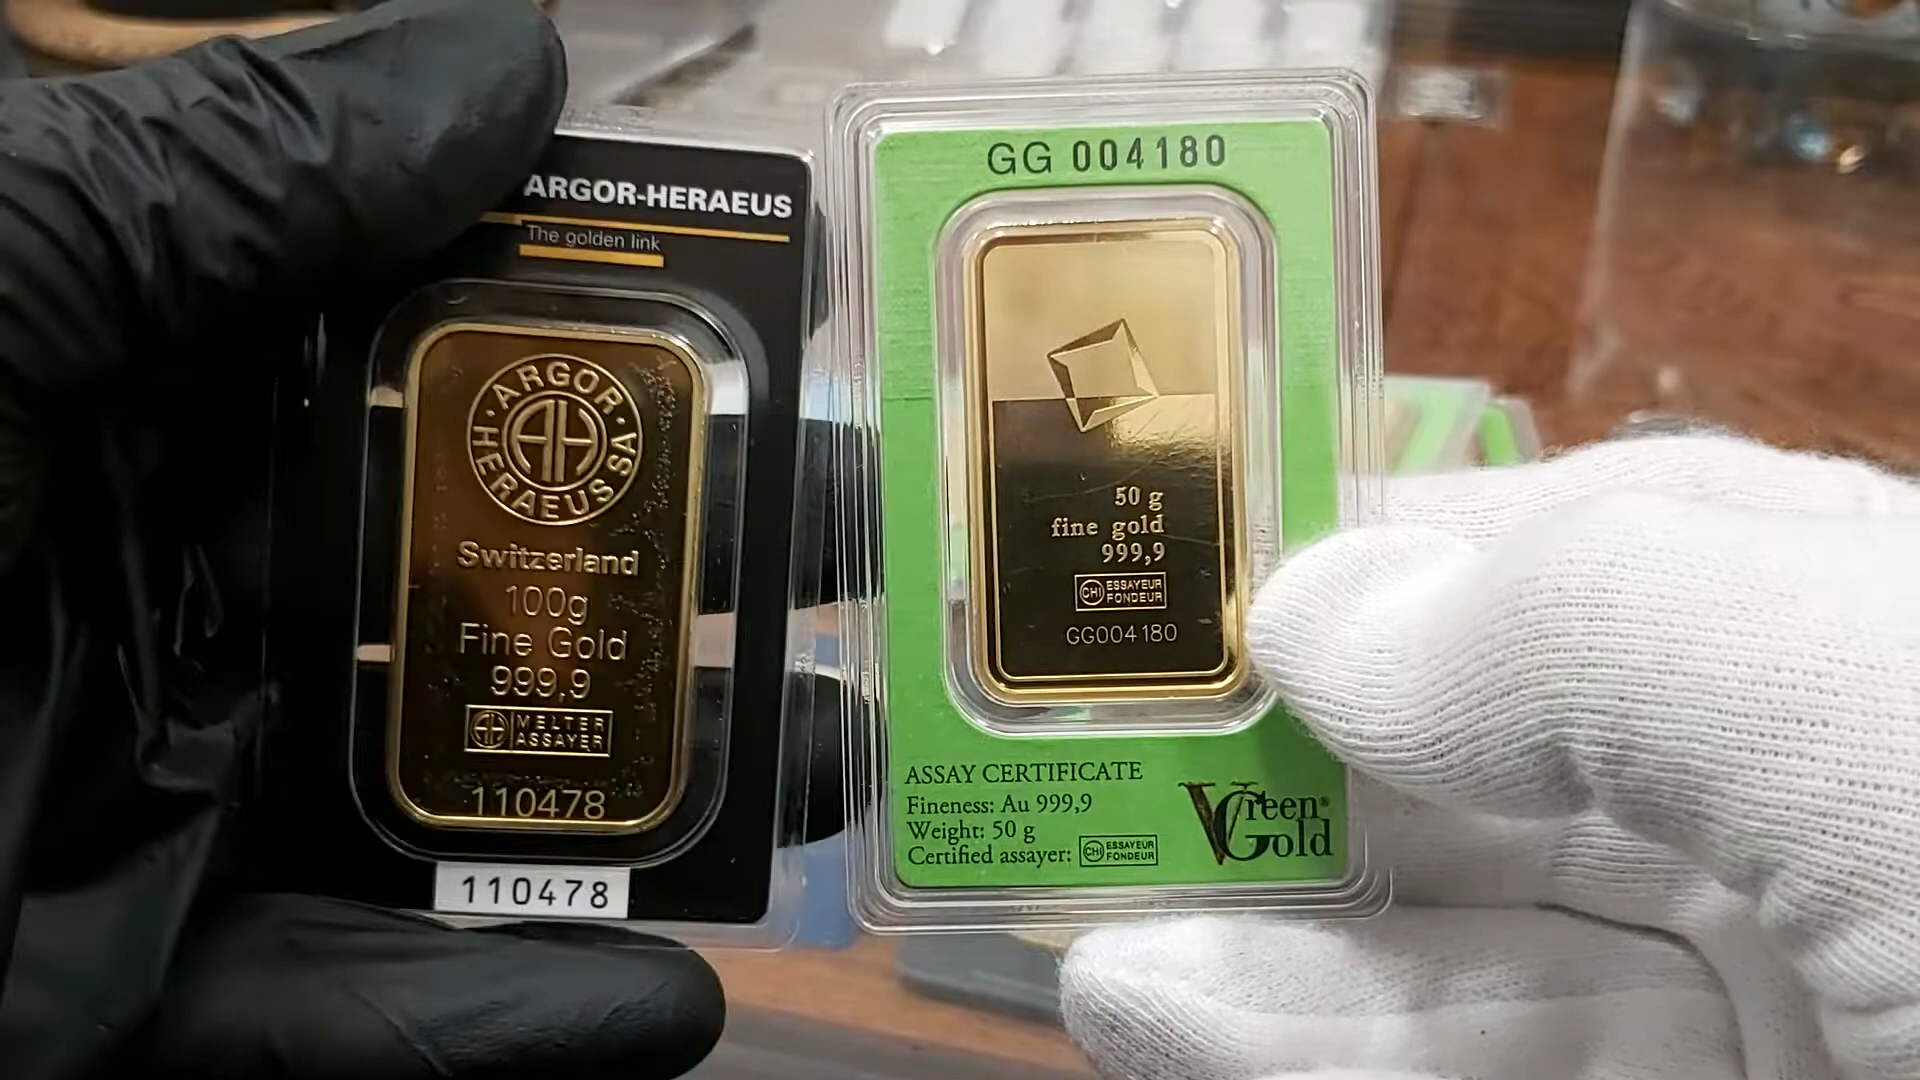 ARGOR-HERAEUS
The golden link
ARGOR · HERAEUS SA ·
AH
Switzerland
100g
Fine Gold
999,9
AH MELTER
ASSAYER
110478
110478
GG 004180
50 g
fine gold
999,9
CHI ESSAYEUR
FONDEUR
GG004180
ASSAY CERTIFICATE
Fineness: Au 999,9
Weight: 50 g
Certified assayer: CHI ESSAYEUR
FONDEUR
Vreen®
Gold